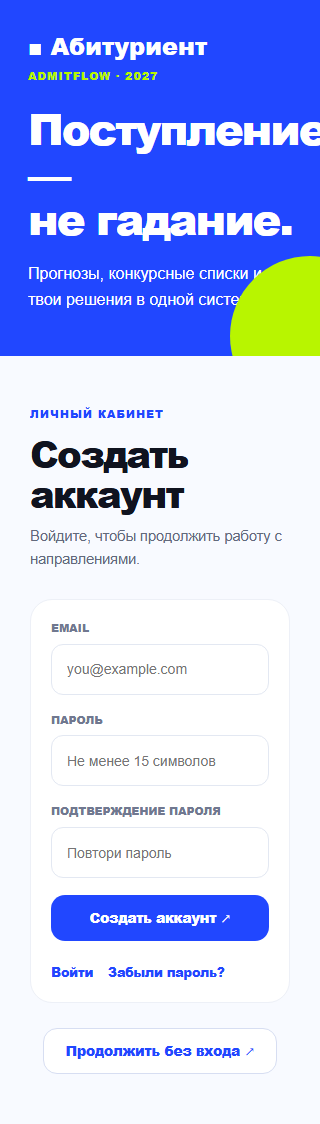 Абитуриент
ADMITFLOW · 2027
Поступление
—
не гадание.
Прогнозы, конкурсные списки и
твои решения в одной
ЛИЧНЫЙ КАБИНЕТ
Создать
аккаунт
Войдите, чтобы продолжить работу с
направлениями.
EMAIL
you@example.com
ПАРОЛЬ
Не менее 15 символов
ПОДТВЕРЖДЕНИЕ ПАРОЛЯ
Повтори пароль
Создать аккаунт ↗
Войти Забыли пароль?
Продолжить без входа ↗